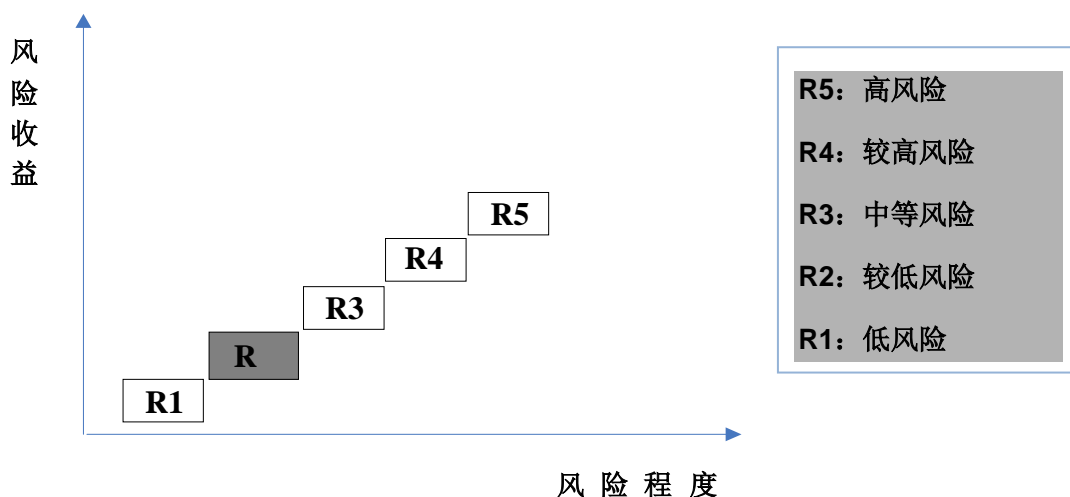 风
险
收
益
R5
R4
R3
R
R1
风 险 程 度
R5：高风险
R4：较高风险
R3：中等风险
R2：较低风险
R1：低风险